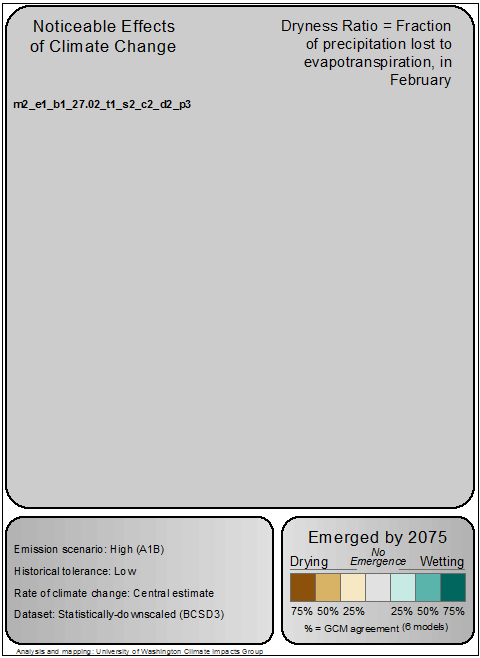 Noticeable Effects
of Climate Change
Dryness Ratio = Fraction
of precipitation lost to
evapotranspiration, in
February
m2_e1_b1_27.02_t1_s2_c2_d2_p3
Emission scenario: High (A1B)
Historical tolerance: Low
Rate of climate change: Central estimate
Dataset: Statistically-downscaled (BCSD3)
Emerged by 2075
Drying No Emergence Wetting
75% 50% 25% 25% 50% 75%
% = GCM agreement (6 models)
Analysis and mapping: University of Washington Climate Impacts Group